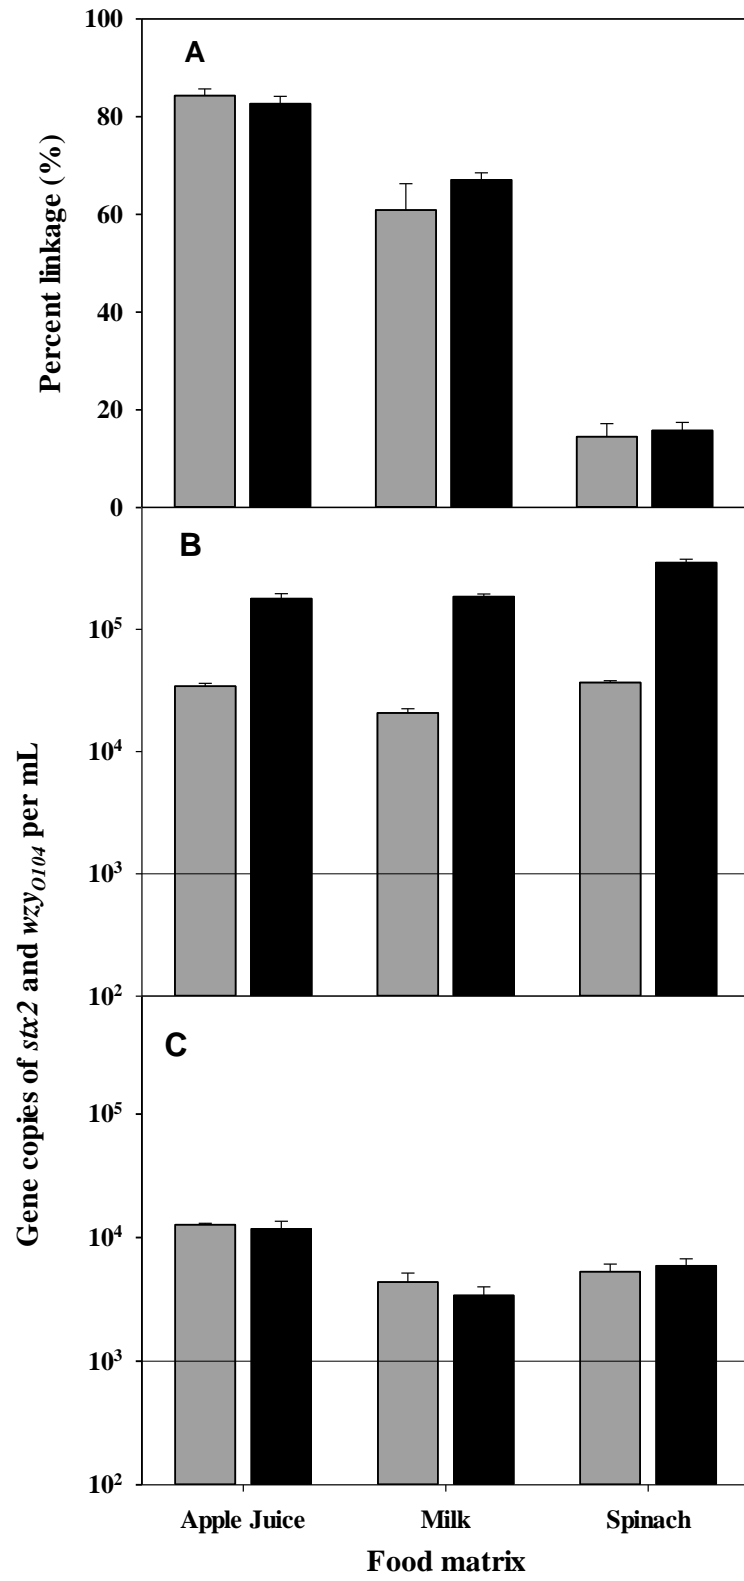 100
A
80
60
40
20
0
Percent linkage (%)
B
10⁵
10⁴
10³
10²
C
10⁵
10⁴
10³
10²
Gene copies of stx2 and wzy_O104 per mL
Apple Juice Milk Spinach
Food matrix